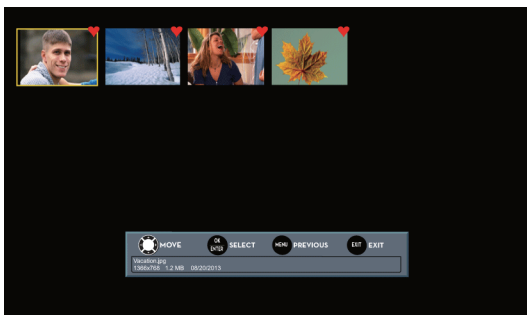 MOVE
OK
ENTER
SELECT
MENU
PREVIOUS
EXIT
EXIT
Vacation.jpg
1366x768 1.2 MB 08/20/2013